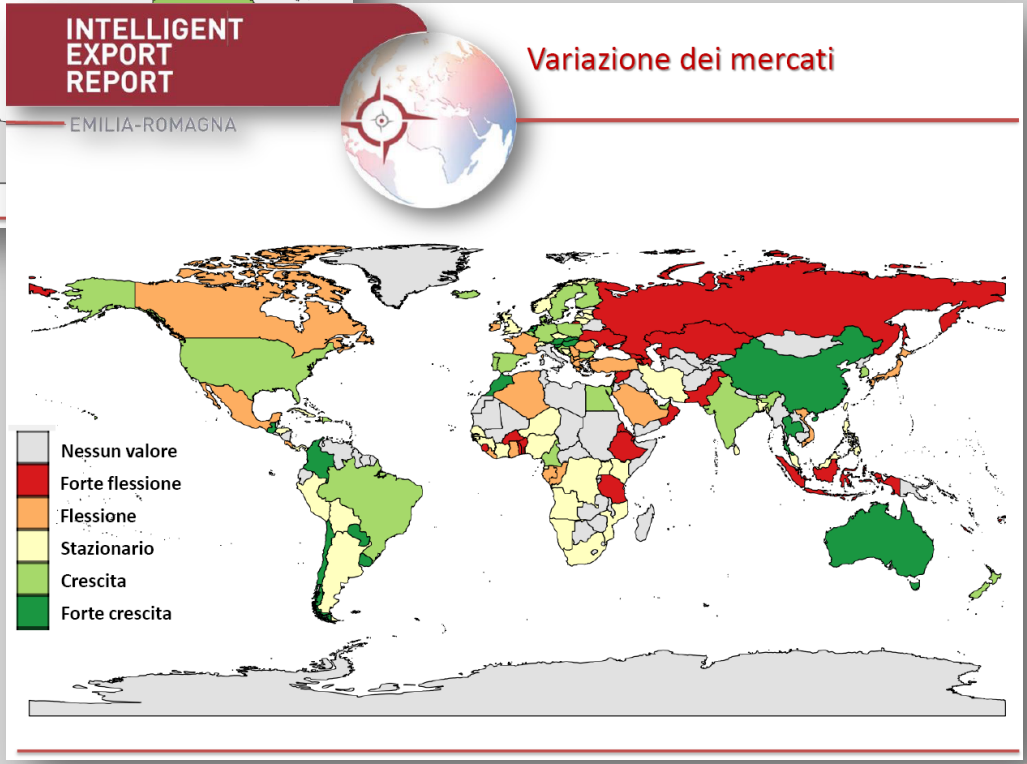 INTELLIGENT
EXPORT
REPORT
EMILIA-ROMAGNA
Variazione dei mercati
Nessun valore
Forte flessione
Flessione
Stazionario
Crescita
Forte crescita